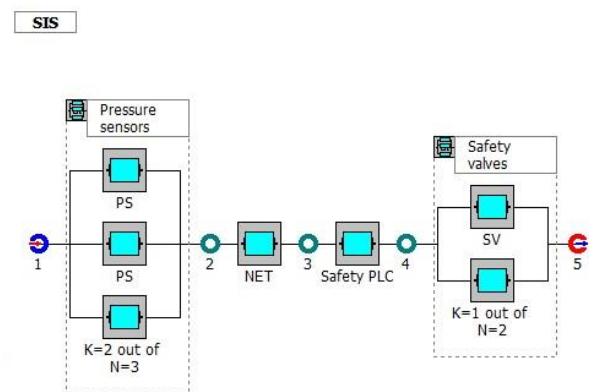 SIS
Pressure
sensors
PS
PS
K=2 out of
N=3
1
2
NET
3
Safety PLC
4
Safety
valves
SV
K=1 out of
N=2
5